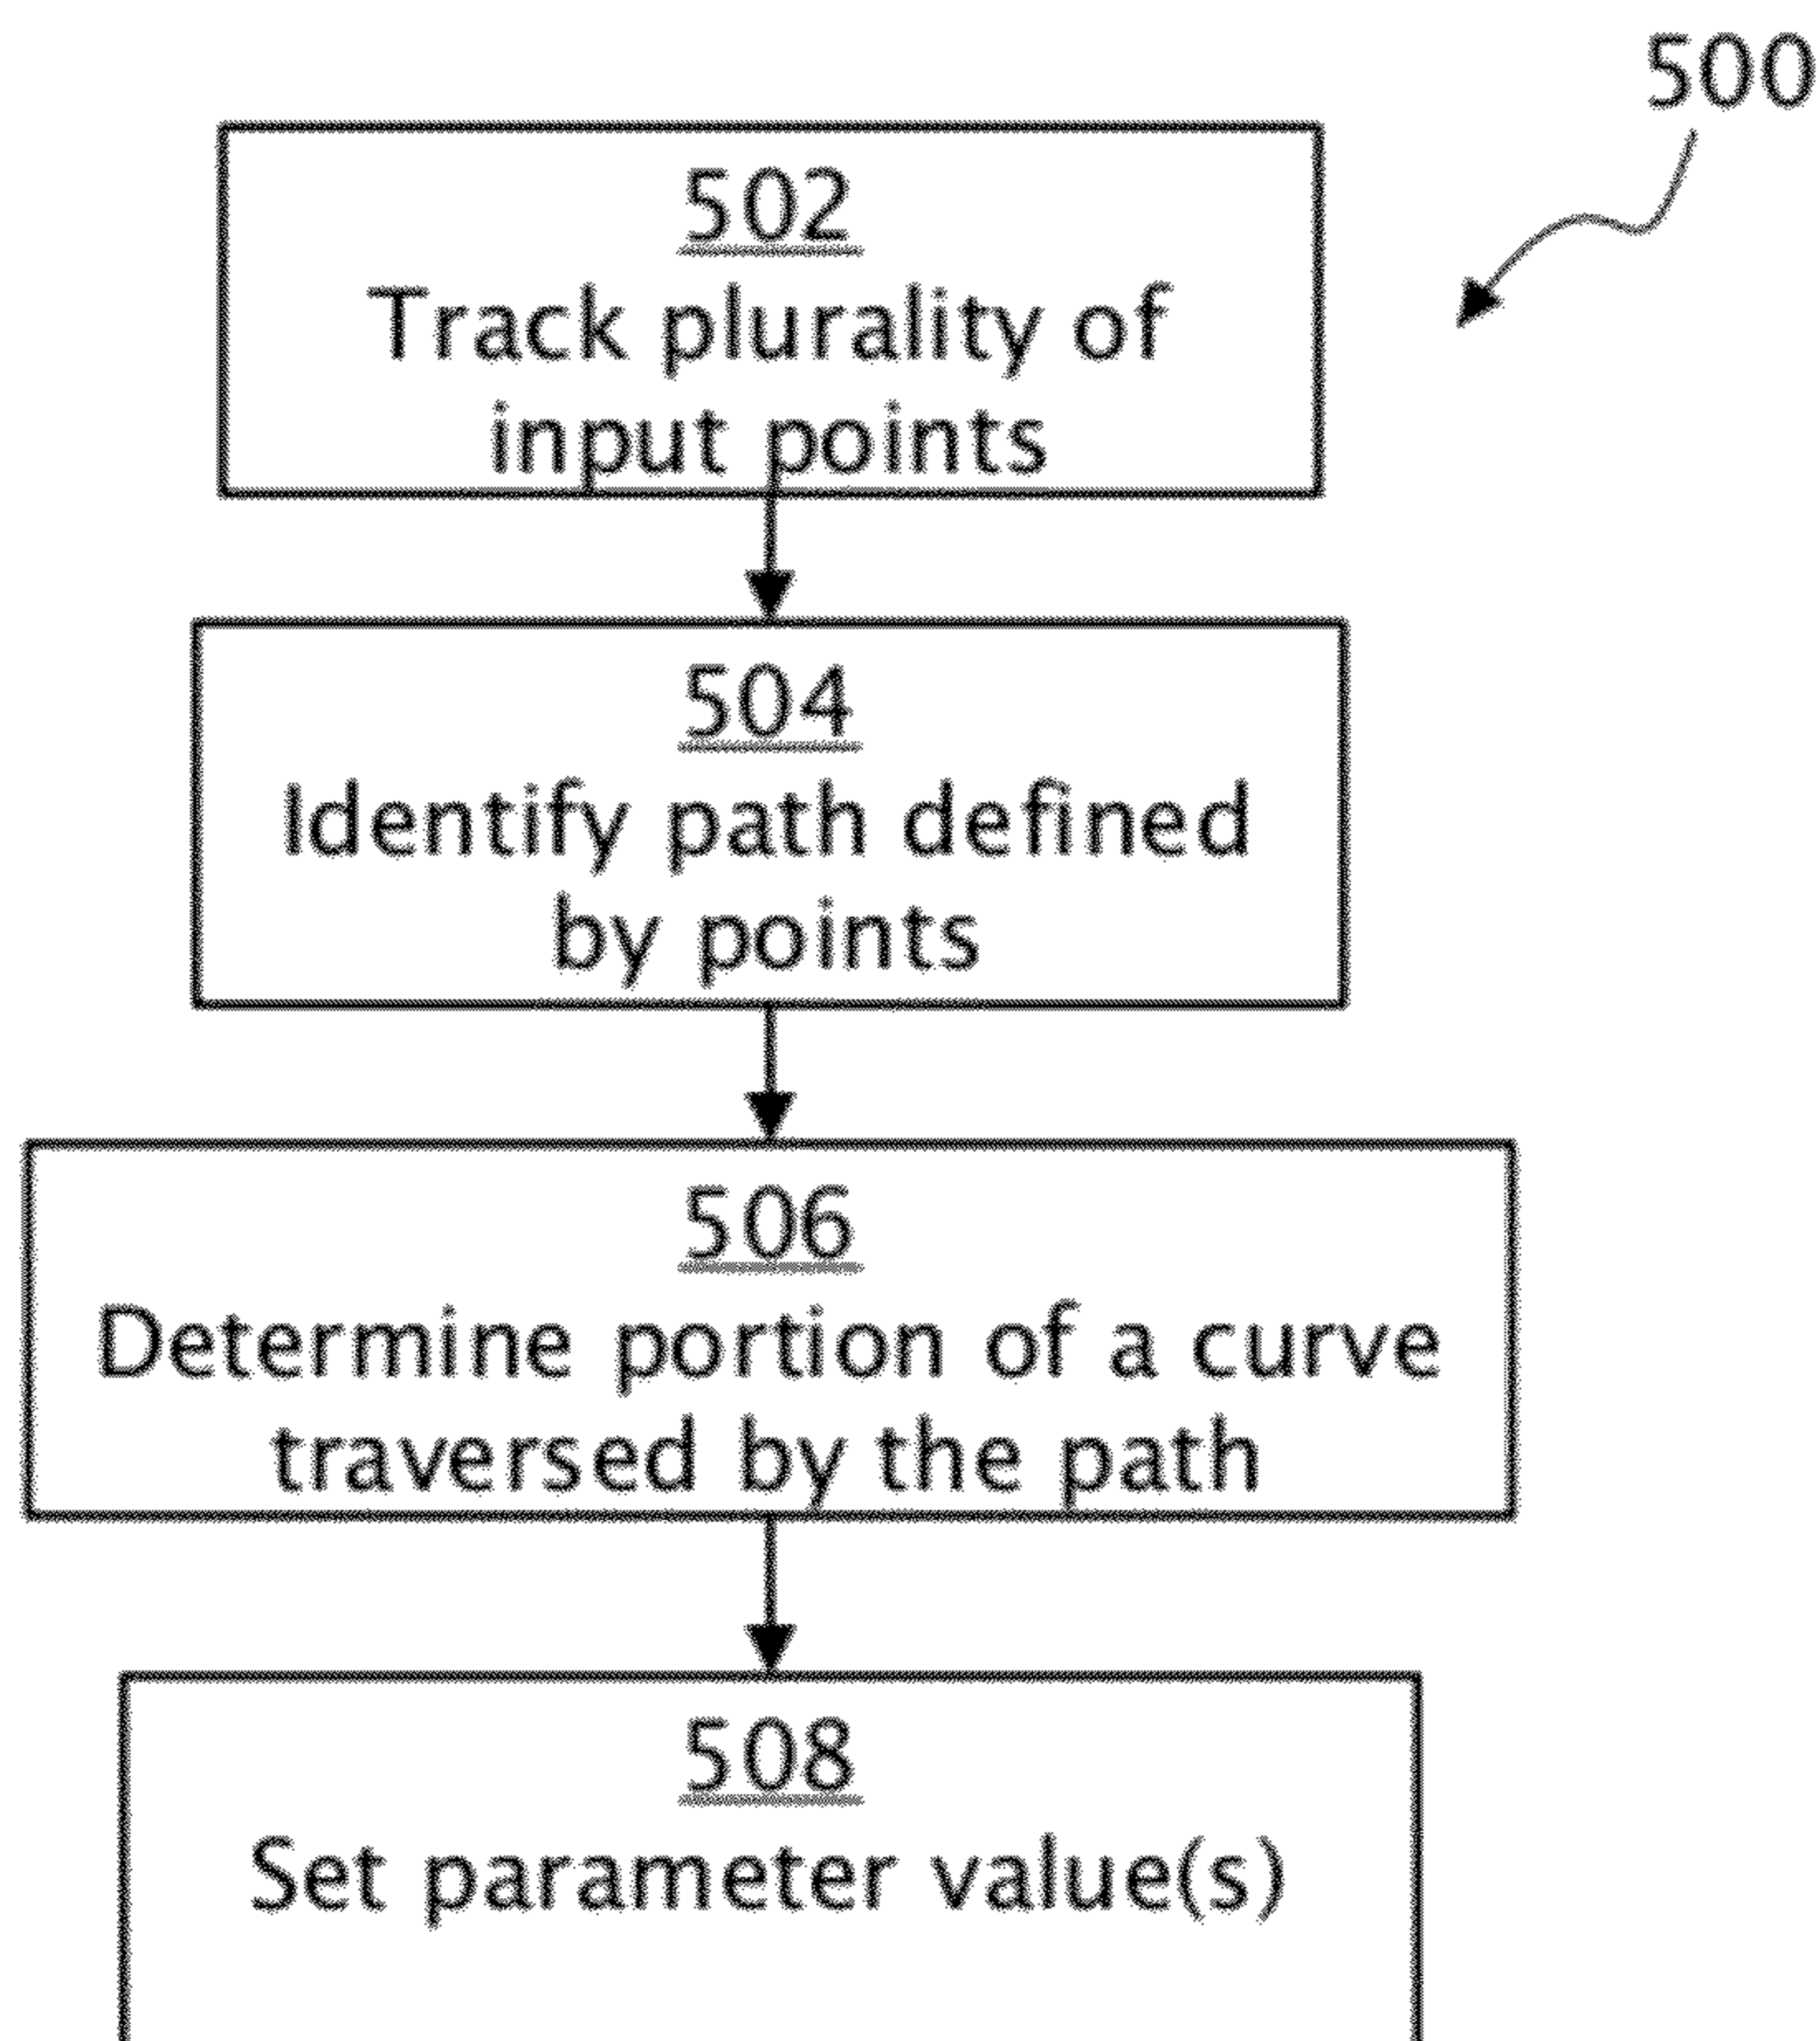 500
502
Track plurality of
input points
504
Identify path defined
by points
506
Determine portion of a curve
traversed by the path
508
Set parameter value(s)